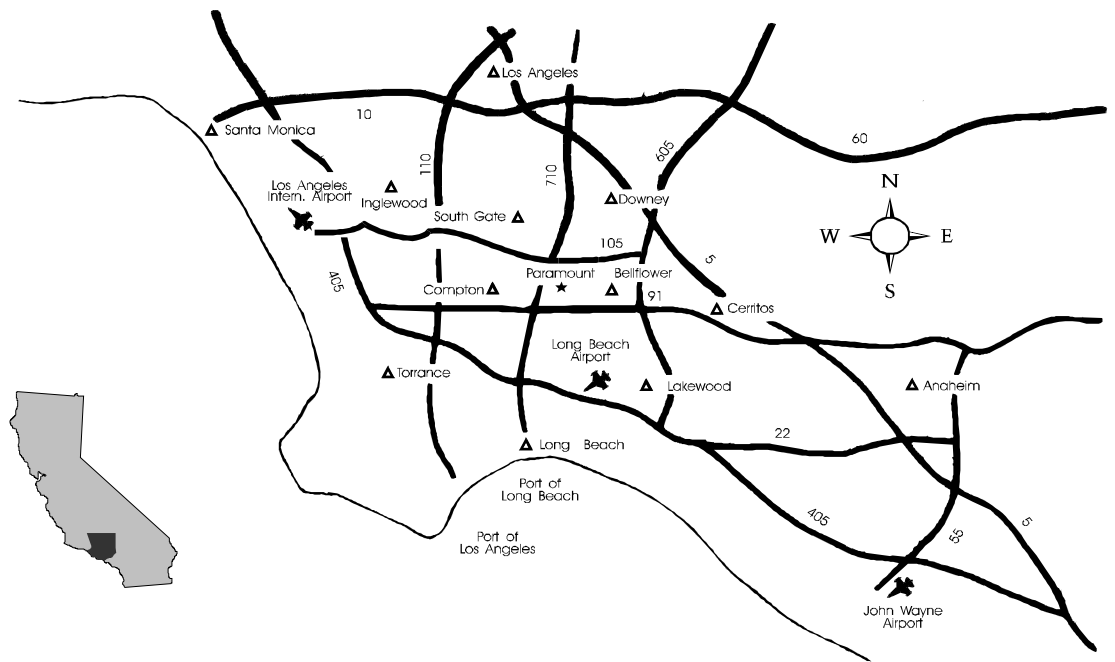 Los Angeles
10
Santa Monica
60
605
110
710
Los Angeles
Intern. Airport
Inglewood
Downey
South Gate
N
W
E
S
105
5
405
Paramount
Bellflower
Compton
91
Cerritos
Long Beach
Airport
Torrance
Lakewood
Anaheim
22
Long Beach
Port of
Long Beach
405
5
55
Port of
Los Angeles
John Wayne
Airport